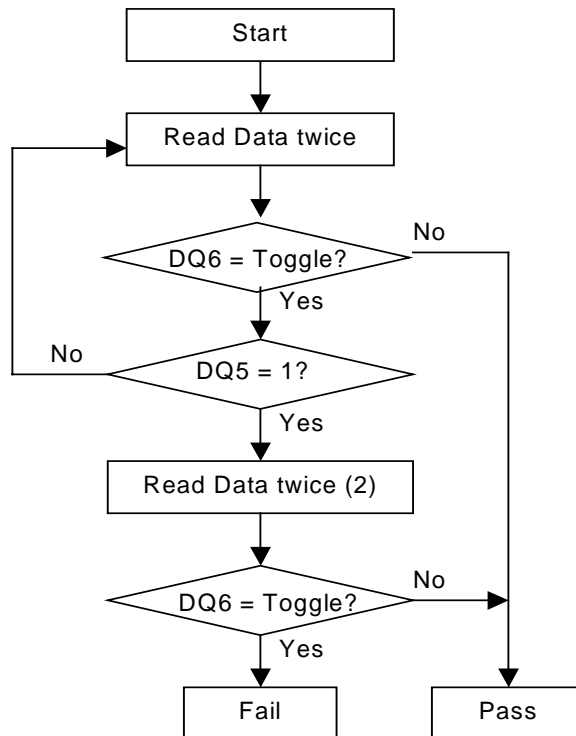 Start
Read Data twice
No
DQ6 = Toggle?
Yes
No
DQ5 = 1?
Yes
Read Data twice (2)
No
DQ6 = Toggle?
Yes
Fail
Pass